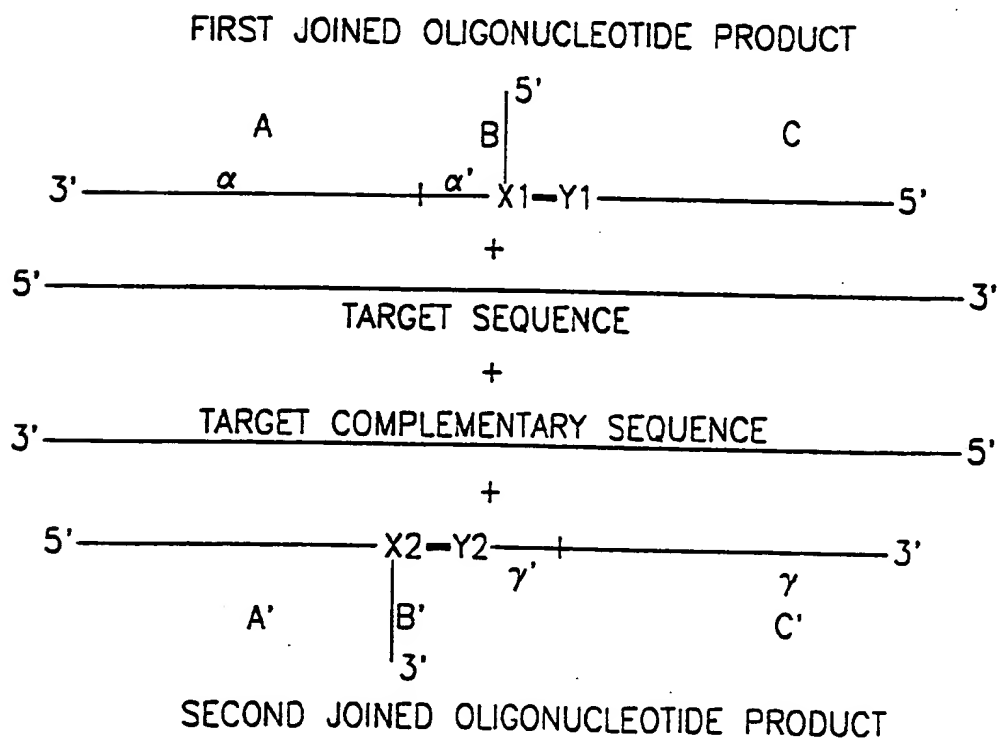 FIRST JOINED OLIGONUCLEOTIDE PRODUCT
5'
A B C
3' α α' X1 Y1 5'
+
5' 3'
TARGET SEQUENCE
+
TARGET COMPLEMENTARY SEQUENCE
3' 5'
+
5' X2 Y2 3'
γ' γ
A' B' C'
3'
SECOND JOINED OLIGONUCLEOTIDE PRODUCT